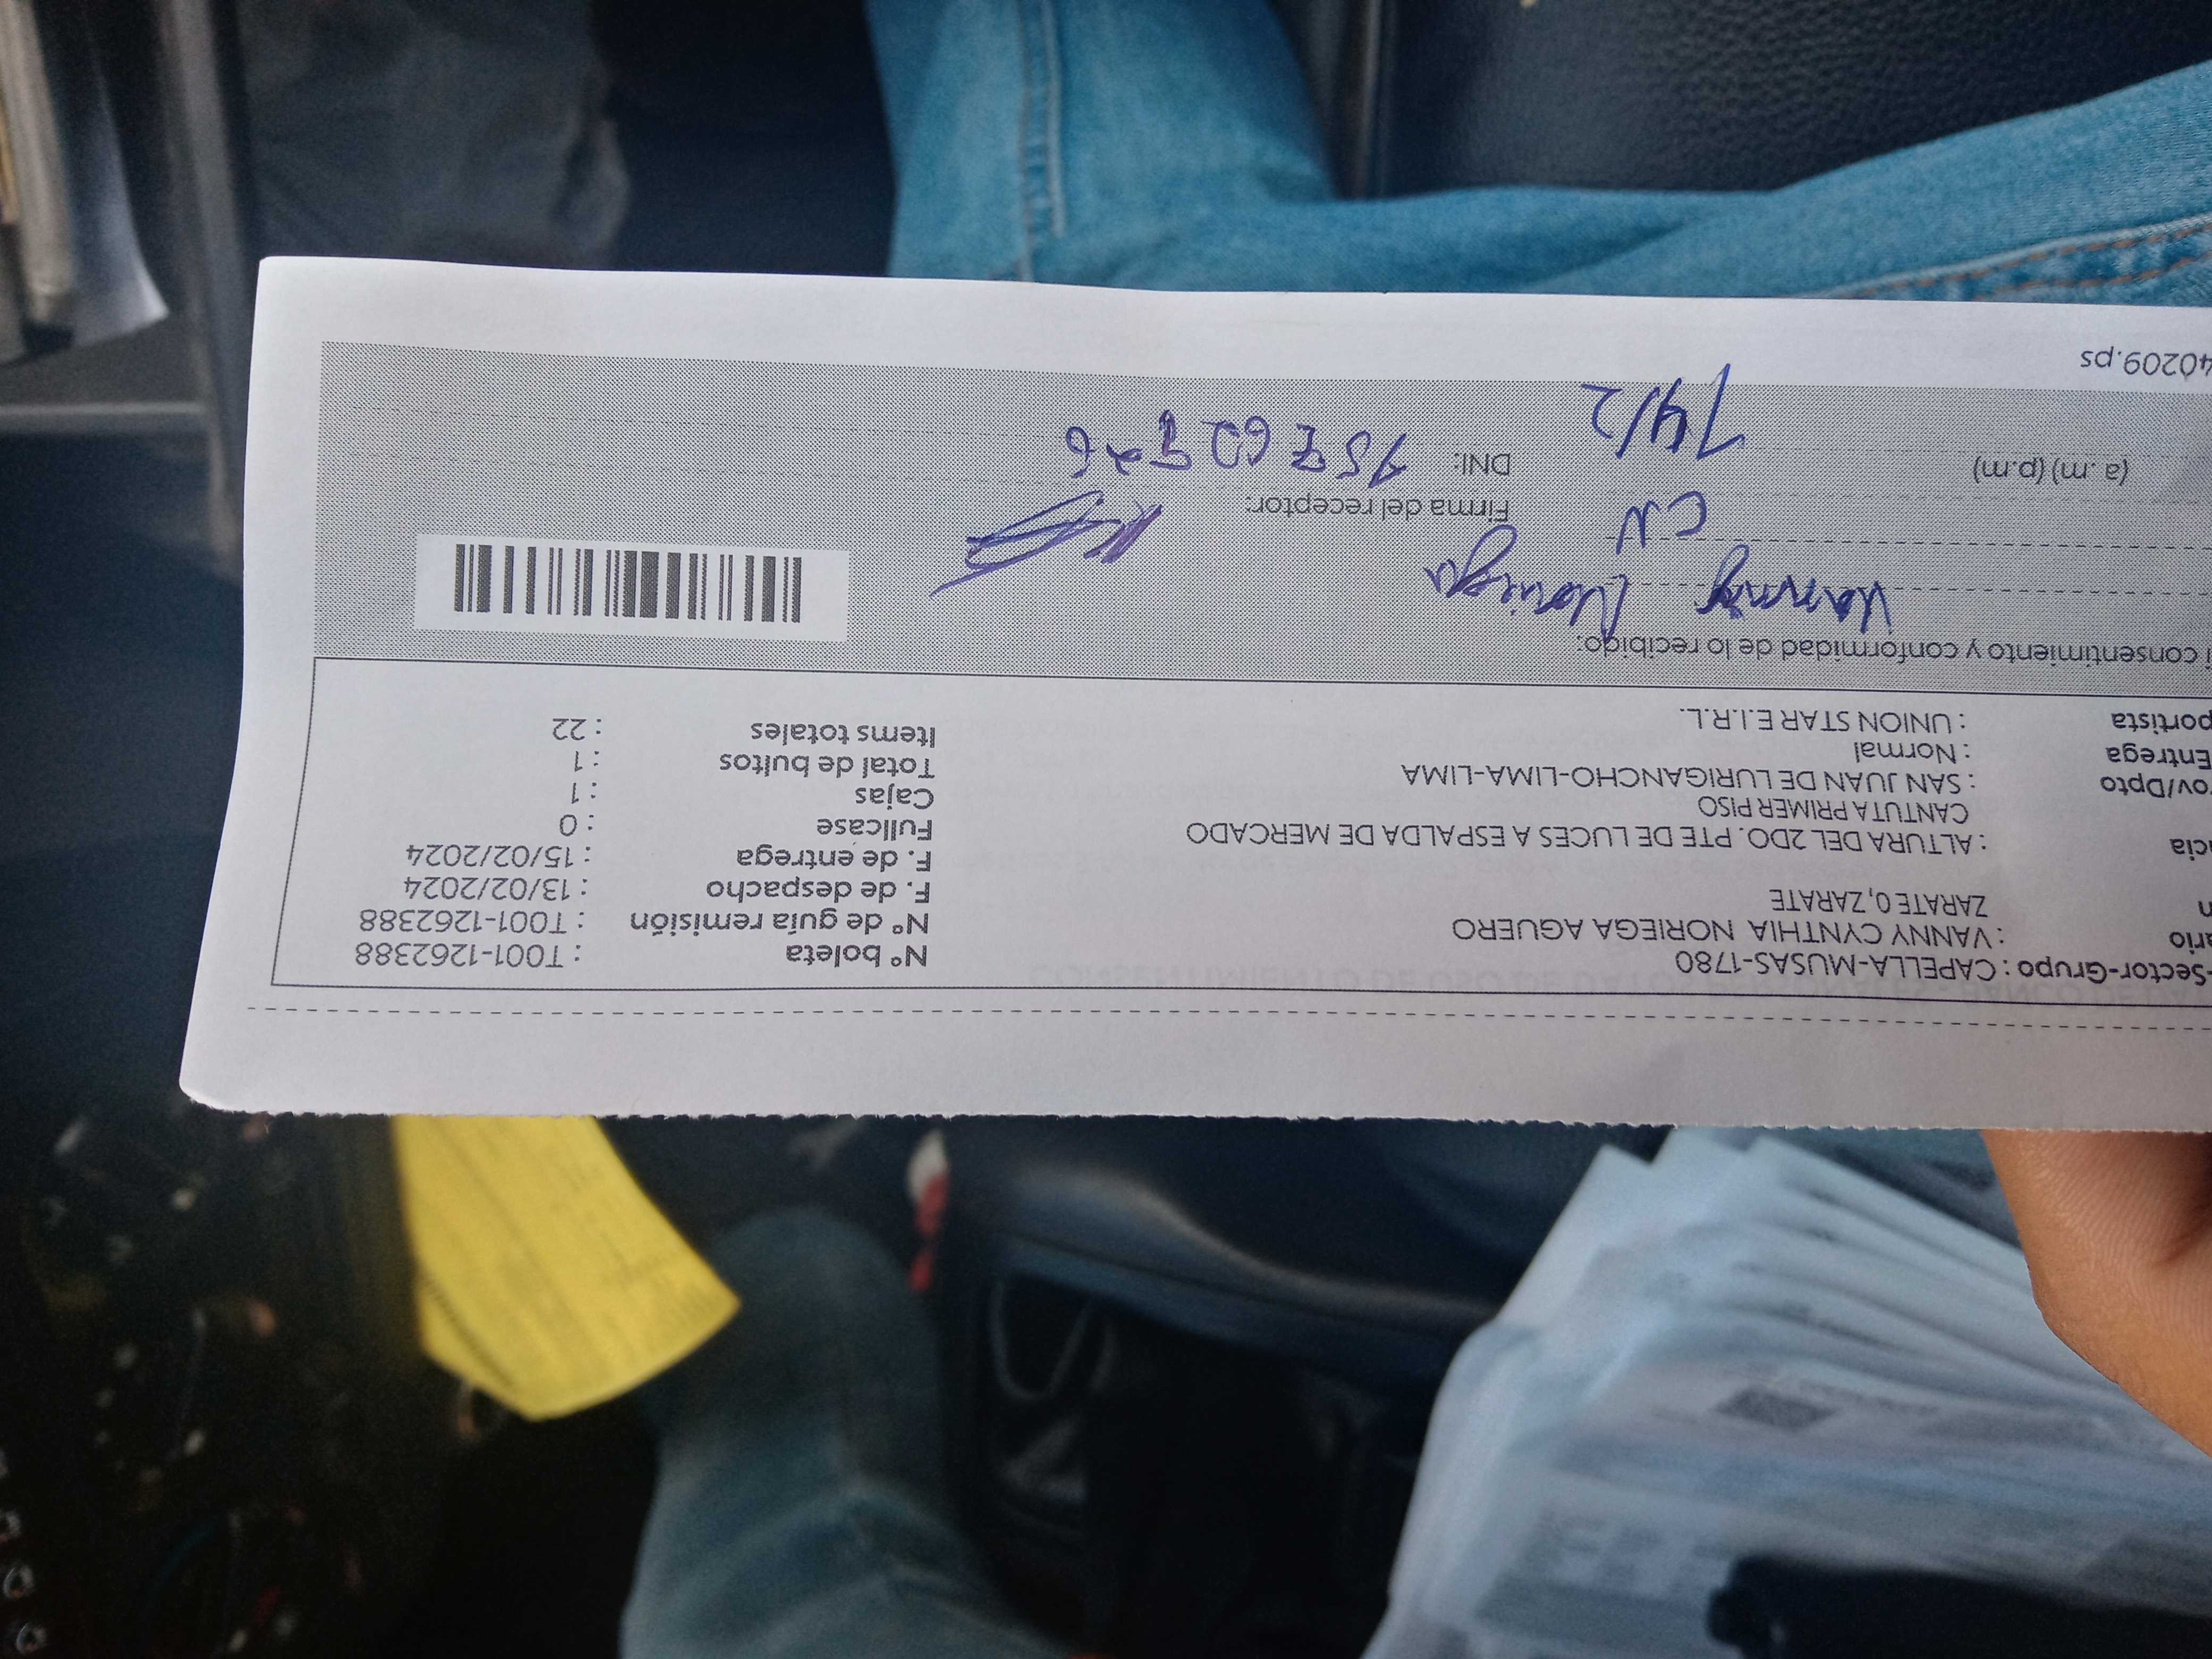 -Sector-Grupo : CAPELLA-MUSAS-1780
ario : VANNY CYNTHIA NORIEGA AGUERO
n ZARATE 0, ZARATE
cia : ALTURA DEL 2DO. PTE DE LUCES A ESPALDA DE MERCADO
CANTUTA PRIMER PISO
ov/Dpto : SAN JUAN DE LURIGANCHO-LIMA-LIMA
Entrega : Normal
portista : UNION STAR E.I.R.L.
N° boleta : T001-1262388
N° de guía remisión : T001-1262388
F. de despacho : 13/02/2024
F. de entrega : 15/02/2024
Fullcase : 0
Cajas : 1
Total de bultos : 1
Items totales : 22
consentimiento y conformidad de lo recibido:
Vanny Noriega
CN
Firma del receptor:
(a.m) (p.m)
14/2
DNI:
40209.ps